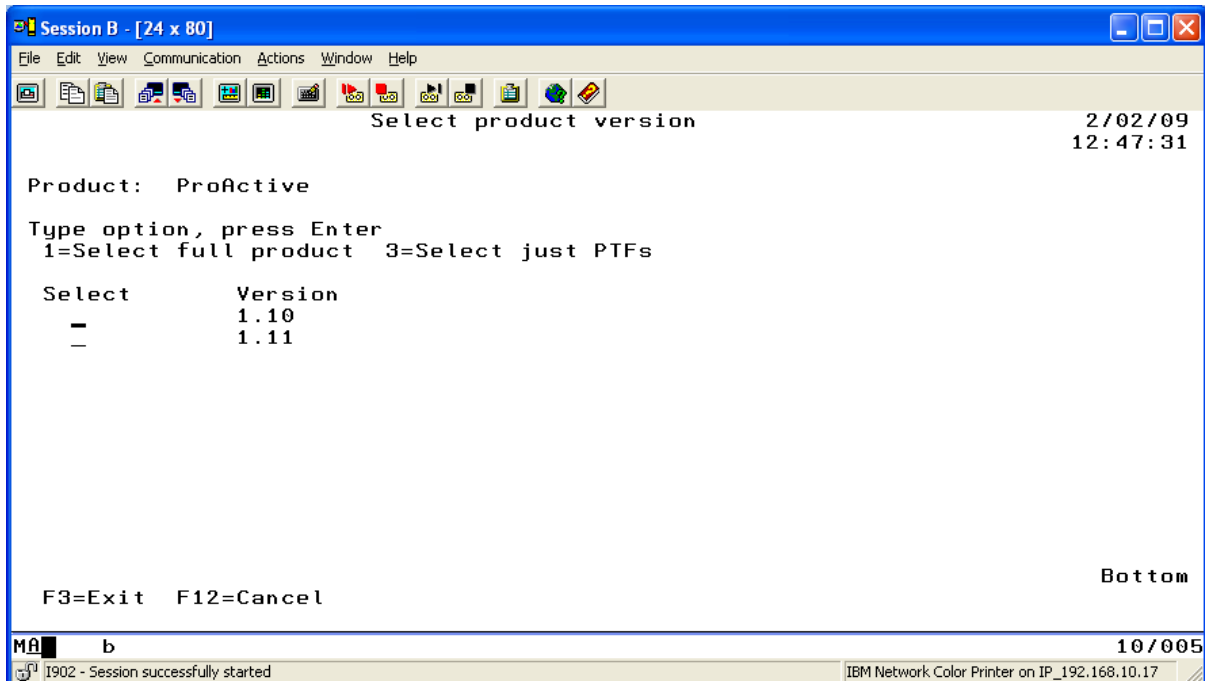 Session B - [24 x 80]
File Edit View Communication Actions Window Help
Select product version 2/02/09
12:47:31
Product: ProActive
Type option, press Enter
1=Select full product 3=Select just PTFs
Select Version
_ 1.10
_ 1.11
Bottom
F3=Exit F12=Cancel
MA b 10/005
I902 - Session successfully started IBM Network Color Printer on IP_192.168.10.17